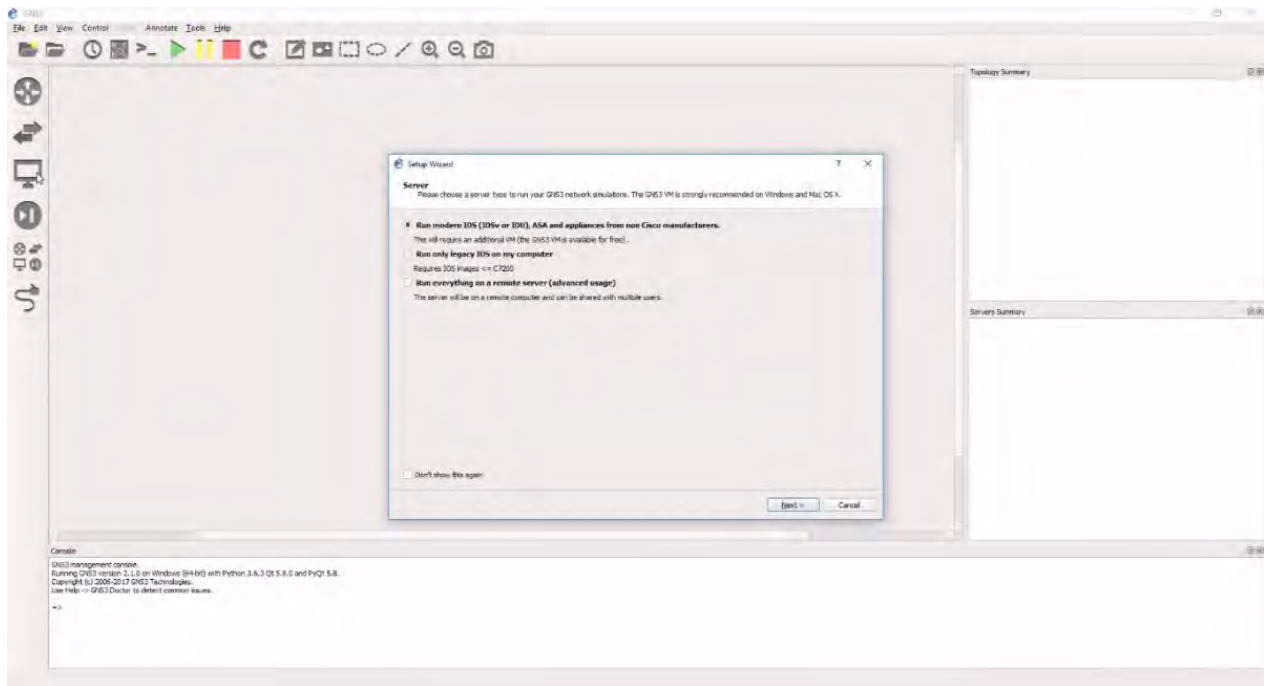 GNS3
File Edit View Control Annotate Tools Help
Topology Summary
Setup Wizard
Server
Please choose a server type to run your GNS3 network simulations. The GNS3 VM is strongly recommended on Windows and Mac OS X.
Run modern IOS (IOSv or IOU), ASA and appliances from non Cisco manufacturers.
This will require an additional VM (the GNS3 VM is available for free).
Run only legacy IOS on my computer
Requires IOS images <= C7200
Run everything on a remote server (advanced usage)
The server will be on a remote computer and can be shared with multiple users.
Servers Summary
Don't show this again
Next > Cancel
Console
GNS3 management console.
Running GNS3 version 2.1.0 on Windows (64-bit) with Python 3.6.3 Qt 5.8.0 and PyQt 5.8.
Copyright (c) 2006-2017 GNS3 Technologies.
Use Help -> GNS3 Doctor to detect common issues.
=>